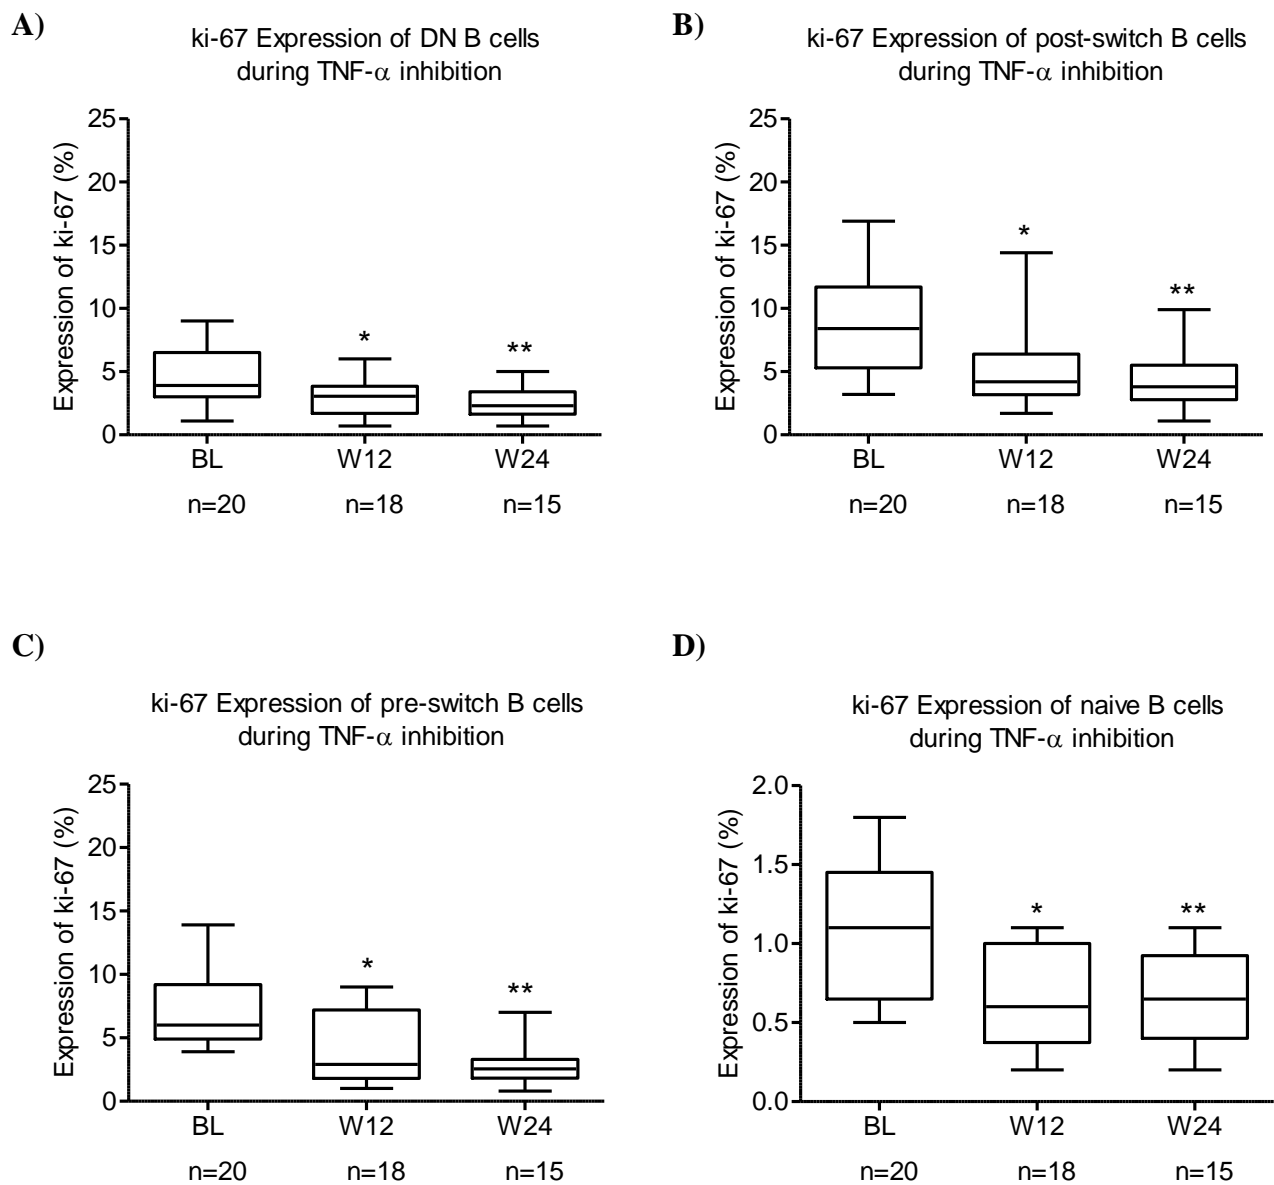 A)
ki-67 Expression of DN B cells
during TNF-α inhibition
Expression of ki-67 (%)
25
20
15
10
5
0
*
**
BL W12 W24
n=20 n=18 n=15
B)
ki-67 Expression of post-switch B cells
during TNF-α inhibition
Expression of ki-67 (%)
25
20
15
10
5
0
*
**
BL W12 W24
n=20 n=18 n=15
C)
ki-67 Expression of pre-switch B cells
during TNF-α inhibition
Expression of ki-67 (%)
25
20
15
10
5
0
*
**
BL W12 W24
n=20 n=18 n=15
D)
ki-67 Expression of naive B cells
during TNF-α inhibition
Expression of ki-67 (%)
2.0
1.5
1.0
0.5
0.0
*
**
BL W12 W24
n=20 n=18 n=15